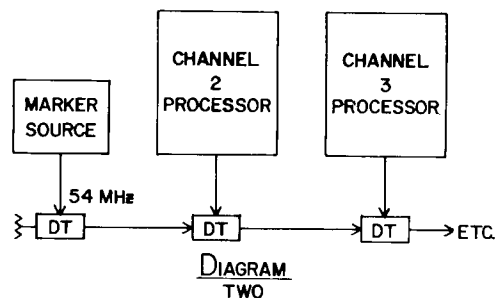 MARKER
SOURCE
CHANNEL
2
PROCESSOR
CHANNEL
3
PROCESSOR
54 MHz
DT
DT
DT
ETC.
DIAGRAM
TWO